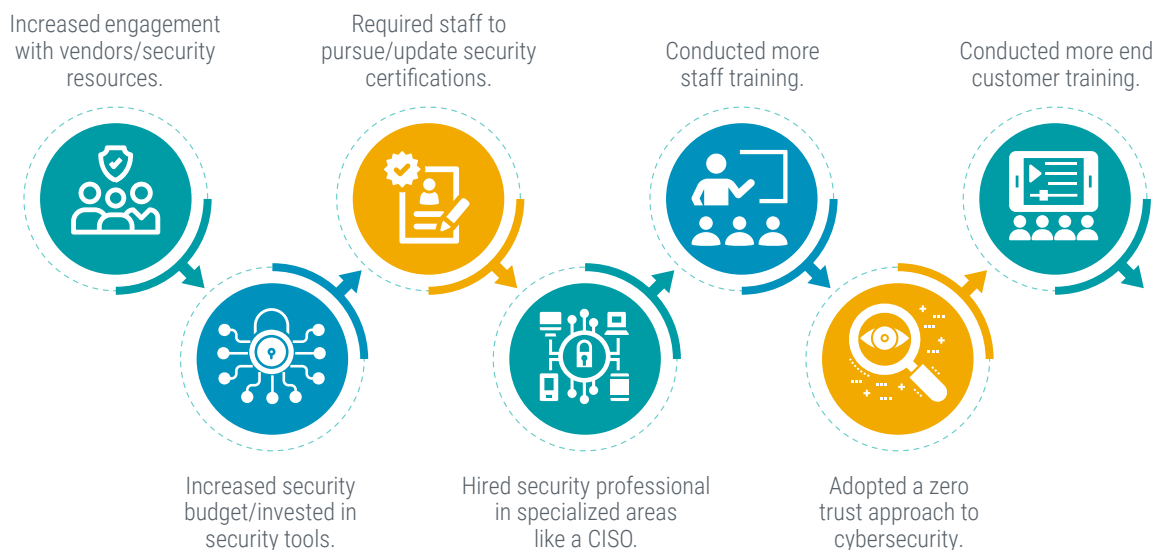 Increased engagement
with vendors/security
resources.
Required staff to
pursue/update security
certifications.
Conducted more
staff training.
Conducted more end
customer training.
Increased security
budget/invested in
security tools.
Hired security professional
in specialized areas
like a CISO.
Adopted a zero
trust approach to
cybersecurity.